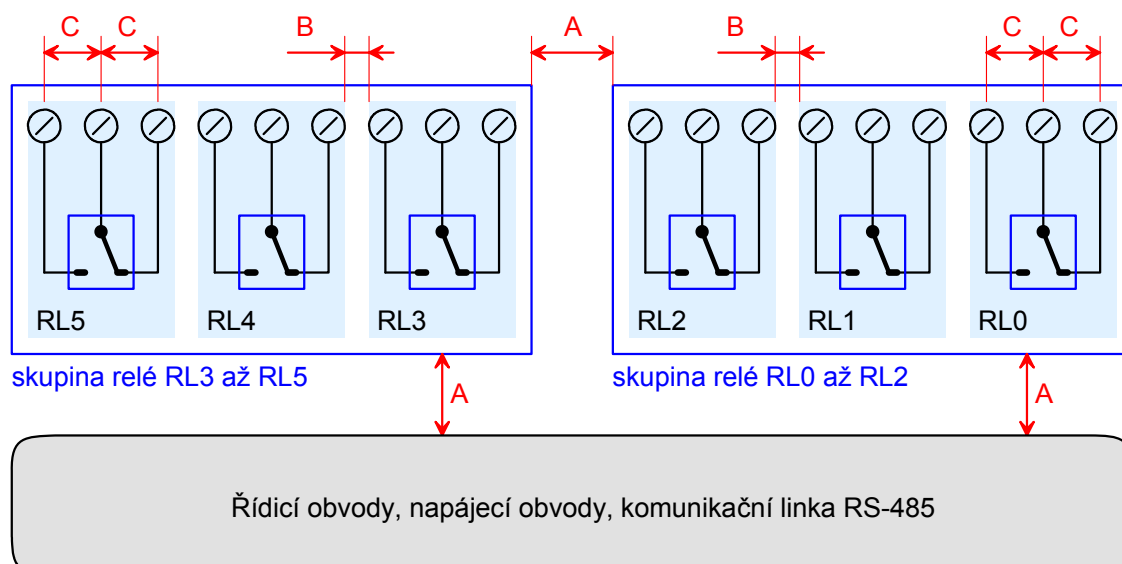 C C B A B C C
RL5 RL4 RL3 RL2 RL1 RL0
skupina relé RL3 až RL5 skupina relé RL0 až RL2
A A
Řídicí obvody, napájecí obvody, komunikační linka RS-485